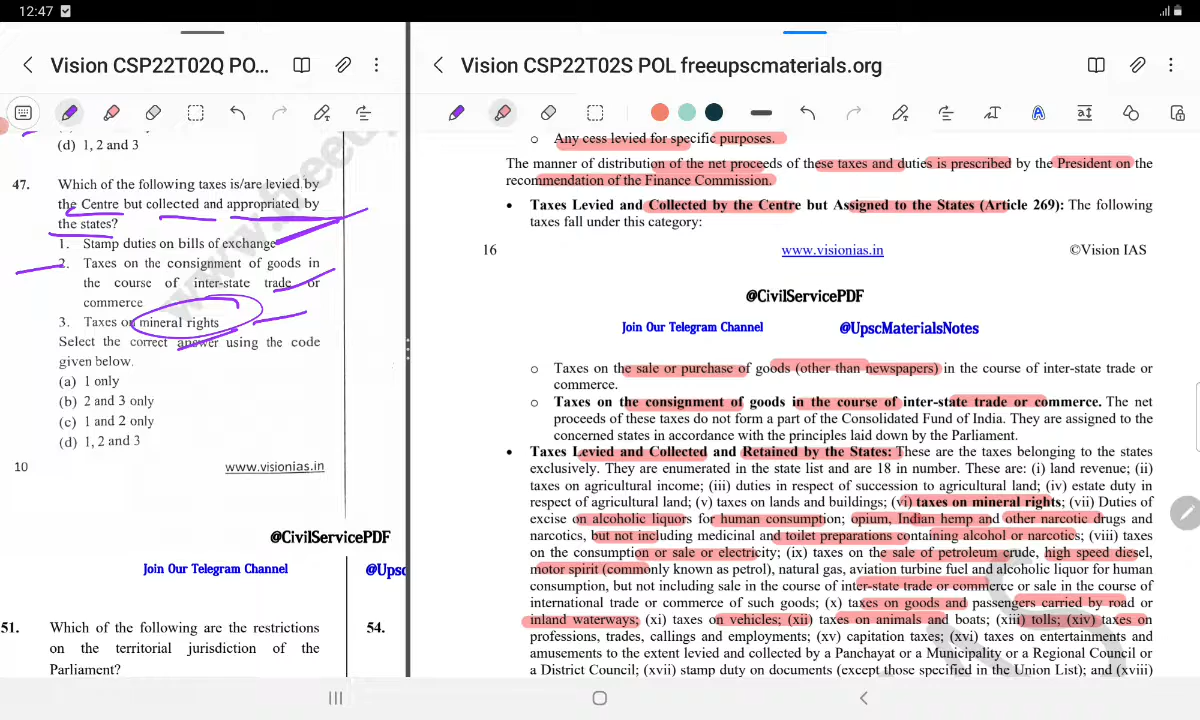 12:47
Vision CSP22T02Q PO...
(d) 1, 2 and 3
47. Which of the following taxes is/are levied by
the Centre but collected and appropriated by
the states?
1. Stamp duties on bills of exchange
2. Taxes on the consignment of goods in
the course of inter-state trade or
commerce
3. Taxes on mineral rights
Select the correct answer using the code
given below.
(a) 1 only
(b) 2 and 3 only
(c) 1 and 2 only
(d) 1, 2 and 3
10 www.visionias.in
@CivilServicePDF
Join Our Telegram Channel @Upsc
51. Which of the following are the restrictions
on the territorial jurisdiction of the
Parliament?
54.
Vision CSP22T02S POL freeupscmaterials.org
o Any cess levied for specific purposes.
The manner of distribution of the net proceeds of these taxes and duties is prescribed by the President on the
recommendation of the Finance Commission.
• Taxes Levied and Collected by the Centre but Assigned to the States (Article 269): The following
taxes fall under this category:
16 www.visionias.in ©Vision IAS
@CivilServicePDF
Join Our Telegram Channel @UpscMaterialsNotes
o Taxes on the sale or purchase of goods (other than newspapers) in the course of inter-state trade or
commerce.
o Taxes on the consignment of goods in the course of inter-state trade or commerce. The net
proceeds of these taxes do not form a part of the Consolidated Fund of India. They are assigned to the
concerned states in accordance with the principles laid down by the Parliament.
• Taxes Levied and Collected and Retained by the States: These are the taxes belonging to the states
exclusively. They are enumerated in the state list and are 18 in number. These are: (i) land revenue; (ii)
taxes on agricultural income; (iii) duties in respect of succession to agricultural land; (iv) estate duty in
respect of agricultural land; (v) taxes on lands and buildings; (vi) taxes on mineral rights; (vii) Duties of
excise on alcoholic liquors for human consumption; opium, Indian hemp and other narcotic drugs and
narcotics, but not including medicinal and toilet preparations containing alcohol or narcotics; (viii) taxes
on the consumption or sale or electricity; (ix) taxes on the sale of petroleum crude, high speed diesel,
motor spirit (commonly known as petrol), natural gas, aviation turbine fuel and alcoholic liquor for human
consumption, but not including sale in the course of inter-state trade or commerce or sale in the course of
international trade or commerce of such goods; (x) taxes on goods and passengers carried by road or
inland waterways; (xi) taxes on vehicles; (xii) taxes on animals and boats; (xiii) tolls; (xiv) taxes on
professions, trades, callings and employments; (xv) capitation taxes; (xvi) taxes on entertainments and
amusements to the extent levied and collected by a Panchayat or a Municipality or a Regional Council or
a District Council; (xvii) stamp duty on documents (except those specified in the Union List); and (xviii)